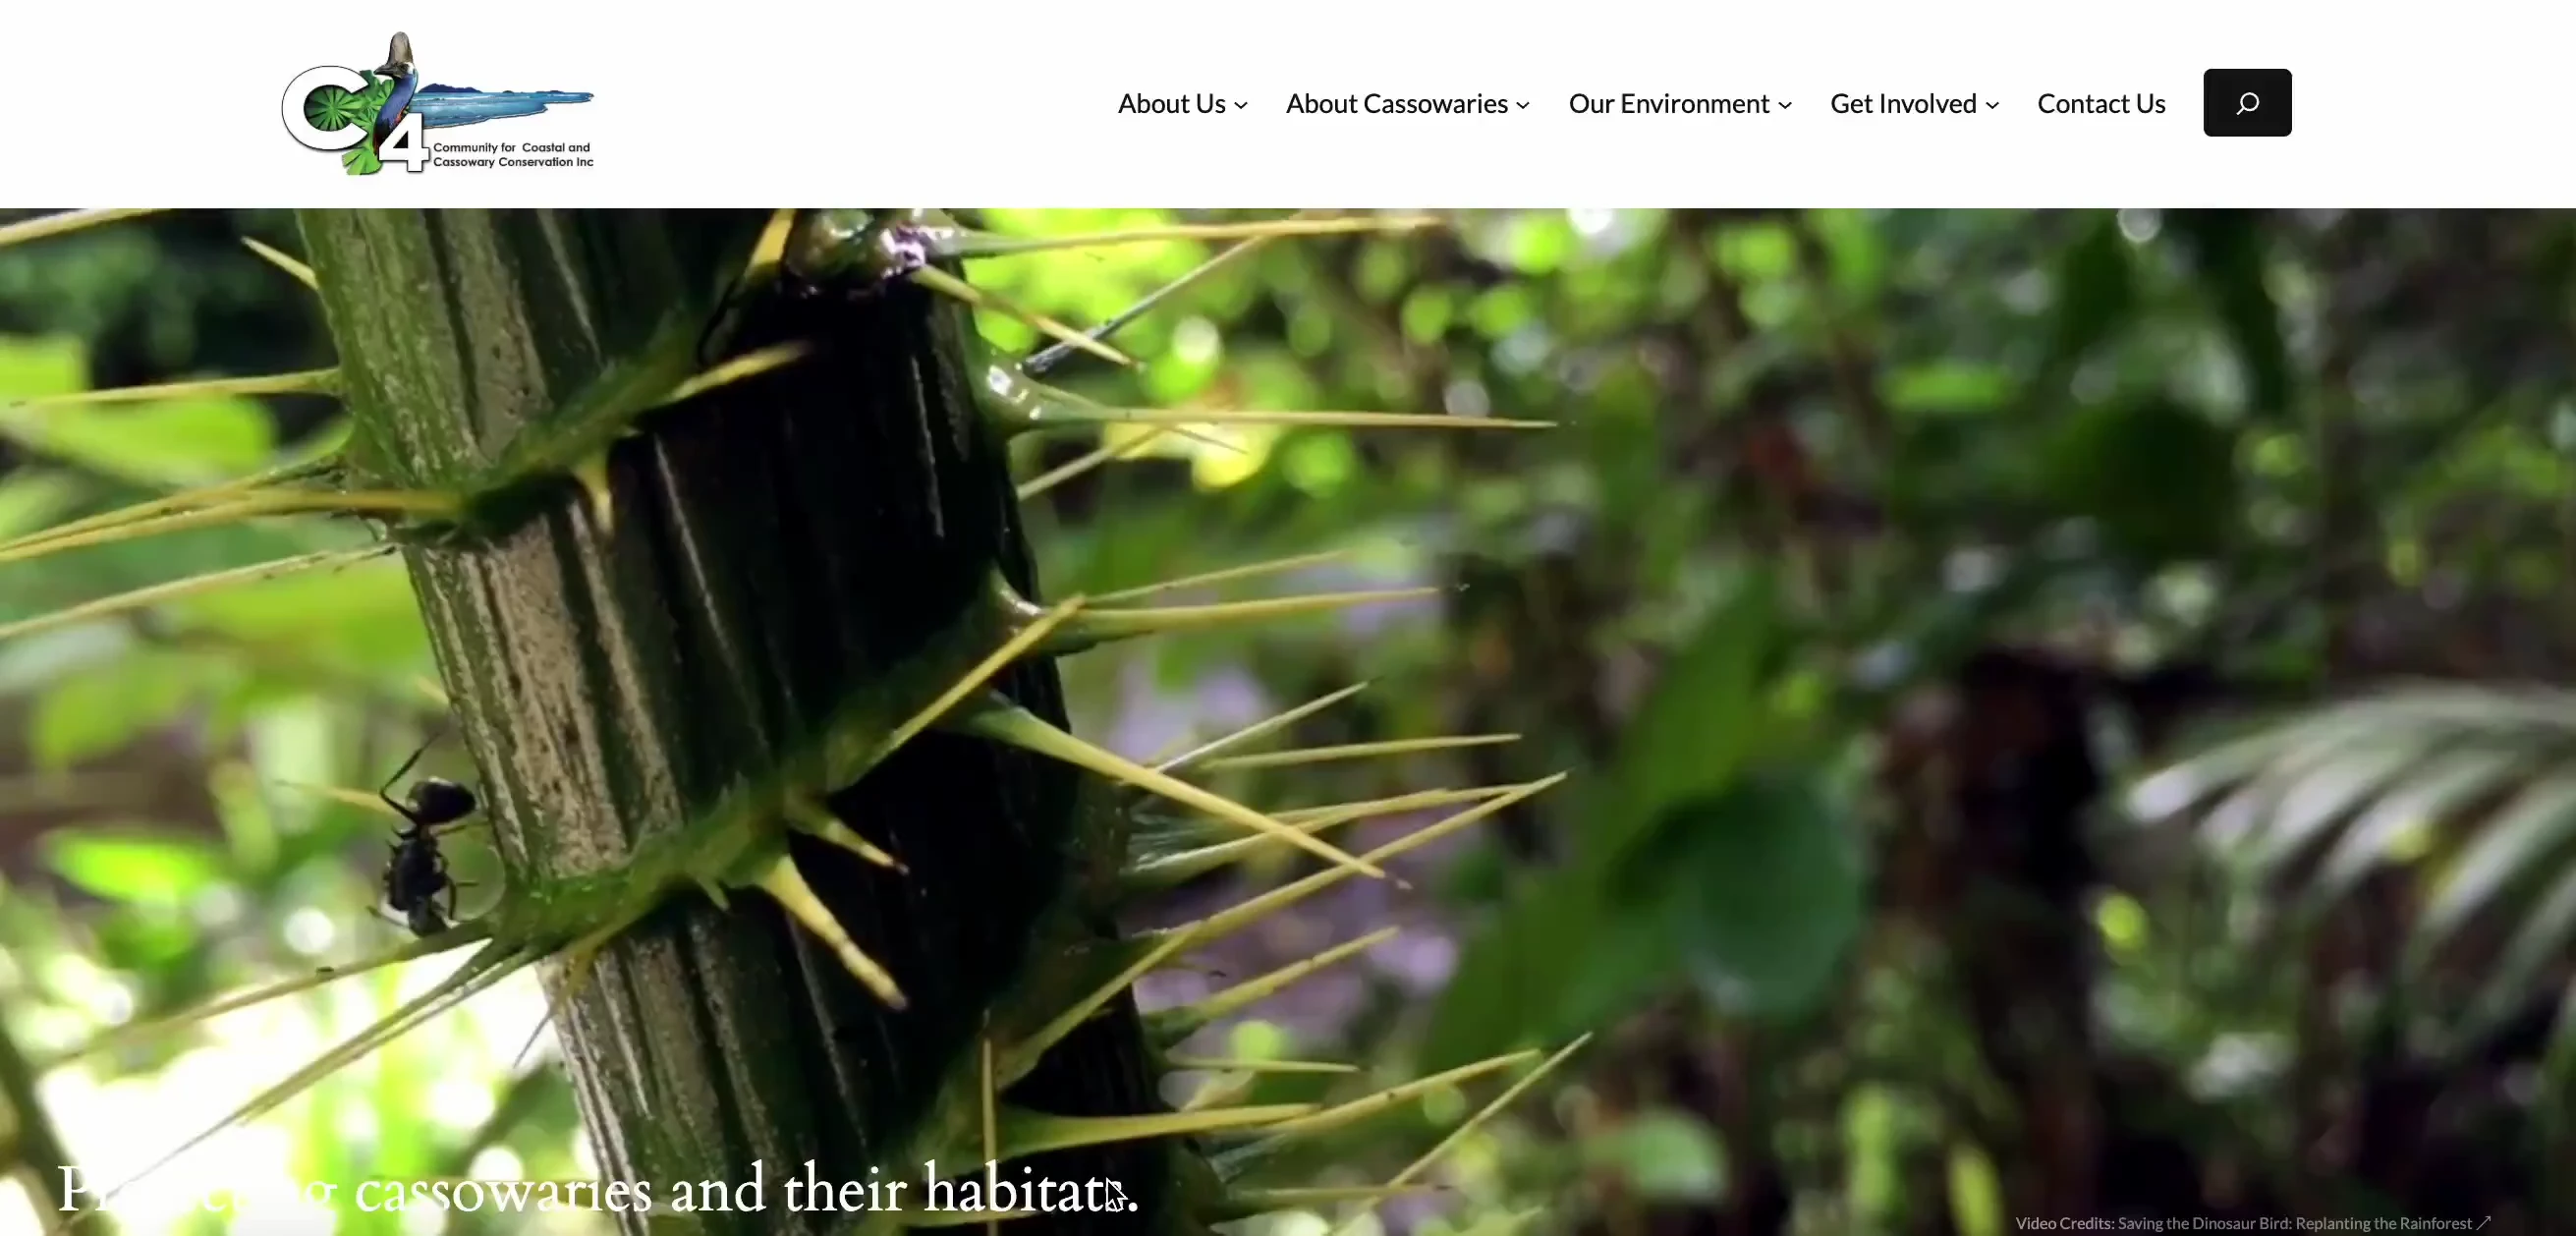 C4
Community for Coastal and
Cassowary Conservation Inc
About Us
About Cassowaries
Our Environment
Get Involved
Contact Us
Protecting cassowaries and their habitats.
Video Credits: Saving the Dinosaur Bird: Replanting the Rainforest